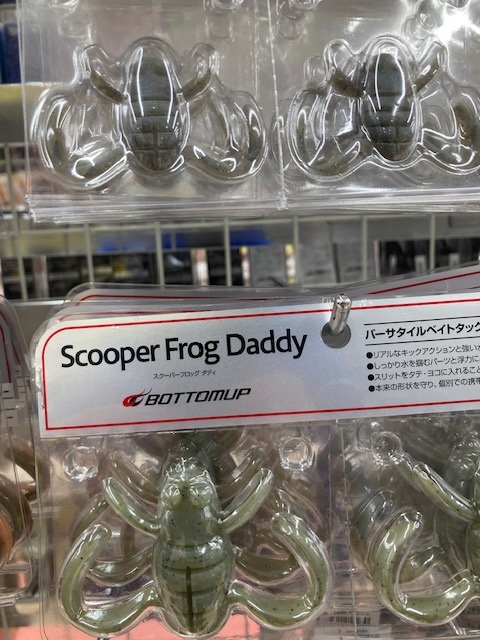 Scooper Frog Daddy
スクーパーフロッグ ダディ
BOTTOMUP
バーサタイルベイトタック
●リアルなキックアクションと強い
●しっかり水を掴むパーツと浮力に
●スリットをタテ・ヨコに入れること
●本来の形状を守り、個別での携帯